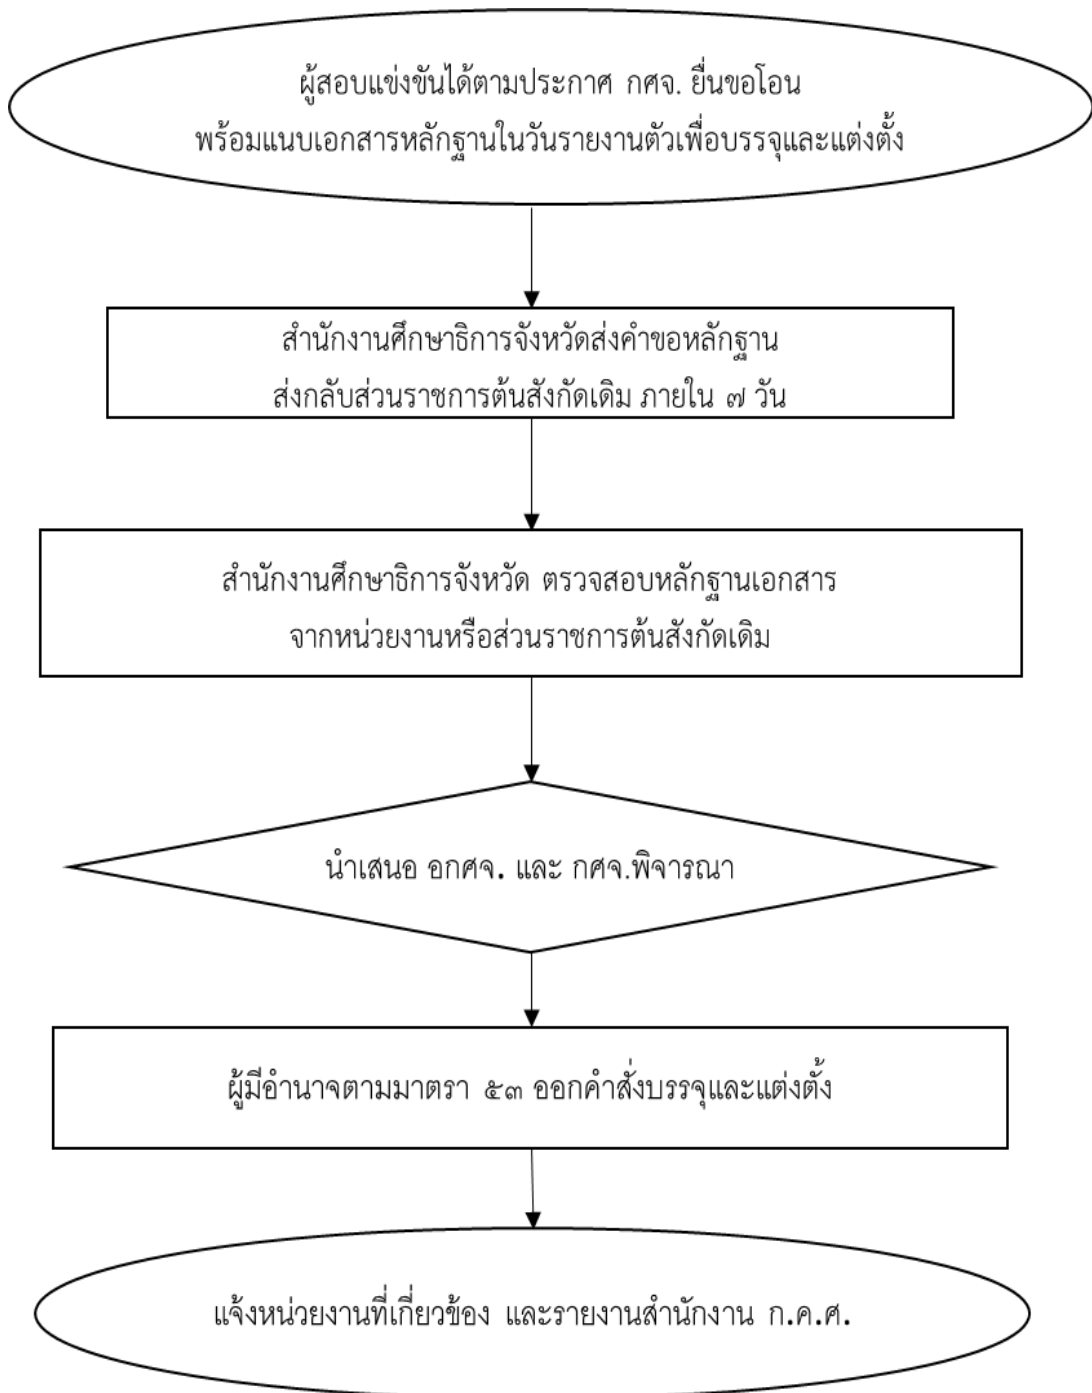 ผู้สอบแข่งขันได้ตามประกาศ กศจ. ยื่นขอโอน
พร้อมแนบเอกสารหลักฐานในวันรายงานตัวเพื่อบรรจุและแต่งตั้ง
สำนักงานศึกษาธิการจังหวัดส่งคำขอหลักฐาน
ส่งกลับส่วนราชการต้นสังกัดเดิม ภายใน ๗ วัน
สำนักงานศึกษาธิการจังหวัด ตรวจสอบหลักฐานเอกสาร
จากหน่วยงานหรือส่วนราชการต้นสังกัดเดิม
นำเสนอ อกศจ. และ กศจ.พิจารณา
ผู้มีอำนาจตามมาตรา ๕๓ ออกคำสั่งบรรจุและแต่งตั้ง
แจ้งหน่วยงานที่เกี่ยวข้อง และรายงานสำนักงาน ก.ค.ศ.